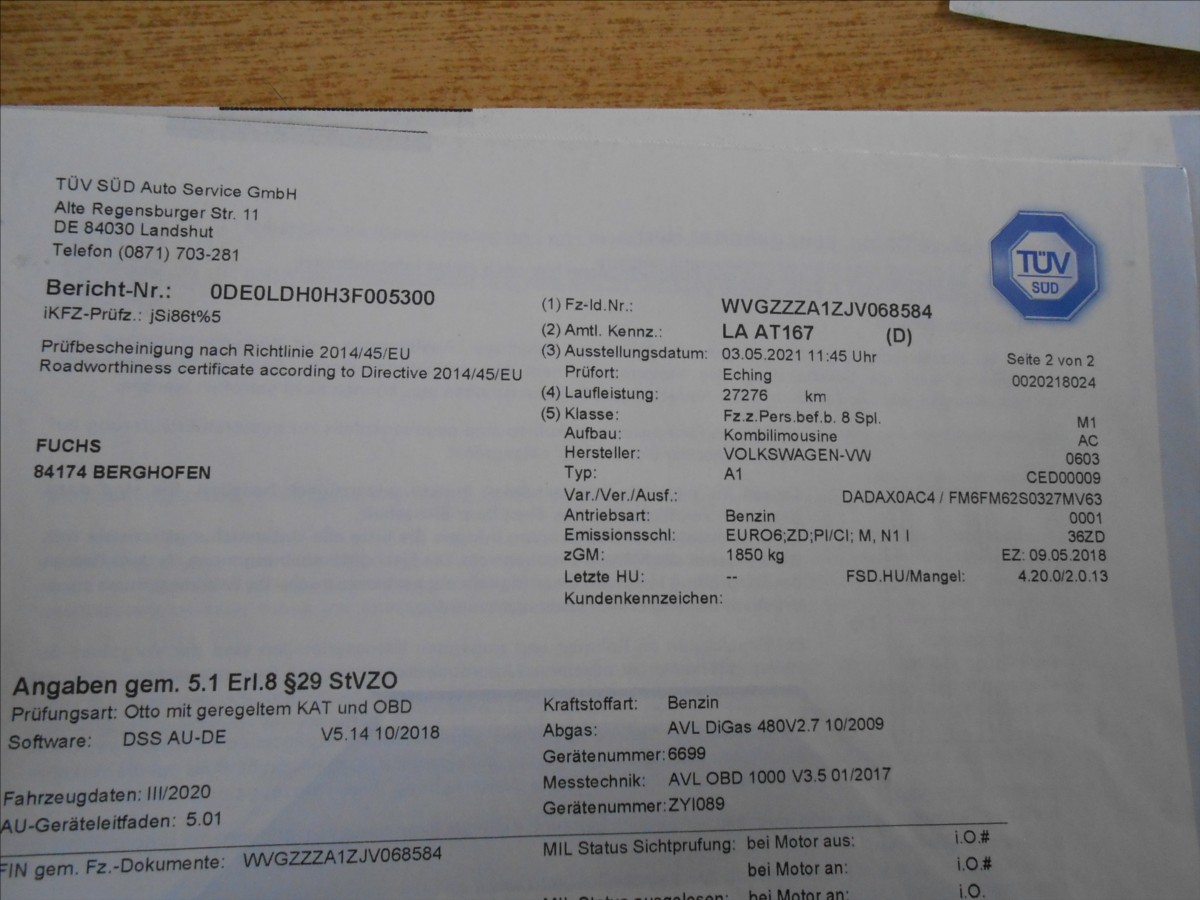 TÜV SÜD Auto Service GmbH
Alte Regensburger Str. 11
DE 84030 Landshut
Telefon (0871) 703-281
TÜV
SÜD
Bericht-Nr.: 0DE0LDH0H3F005300
iKFZ-Prüfz.: jSi86t%5
Prüfbescheinigung nach Richtlinie 2014/45/EU
Roadworthiness certificate according to Directive 2014/45/EU
FUCHS
84174 BERGHOFEN
(1) Fz-Id.Nr.: WVGZZZA1ZJV068584
(2) Amtl. Kennz.: LA AT167 (D)
(3) Ausstellungsdatum: 03.05.2021 11:45 Uhr Seite 2 von 2
Prüfort: Eching 0020218024
(4) Laufleistung: 27276 km
(5) Klasse: Fz.z.Pers.bef.b. 8 Spl. M1
Aufbau: Kombilimousine AC
Hersteller: VOLKSWAGEN-VW 0603
Typ: A1 CED00009
Var./Ver./Ausf.: DADAX0AC4 / FM6FM62S0327MV63
Antriebsart: Benzin 0001
Emissionsschl: EURO6;ZD;PI/CI; M, N1 I 36ZD
zGM: 1850 kg EZ: 09.05.2018
Letzte HU: -- FSD.HU/Mangel: 4.20.0/2.0.13
Kundenkennzeichen:
Angaben gem. 5.1 Erl.8 §29 StVZO
Prüfungsart: Otto mit geregeltem KAT und OBD
Software: DSS AU-DE V5.14 10/2018
Fahrzeugdaten: III/2020
AU-Geräteleitfaden: 5.01
Kraftstoffart: Benzin
Abgas: AVL DiGas 480V2.7 10/2009
Gerätenummer: 6699
Messtechnik: AVL OBD 1000 V3.5 01/2017
Gerätenummer: ZYI089
FIN gem. Fz.-Dokumente: WVGZZZA1ZJV068584
MIL Status Sichtprüfung: bei Motor aus: i.O.#
bei Motor an: i.O.#
MIL Status ausgelesen: bei Motor an: i.O.